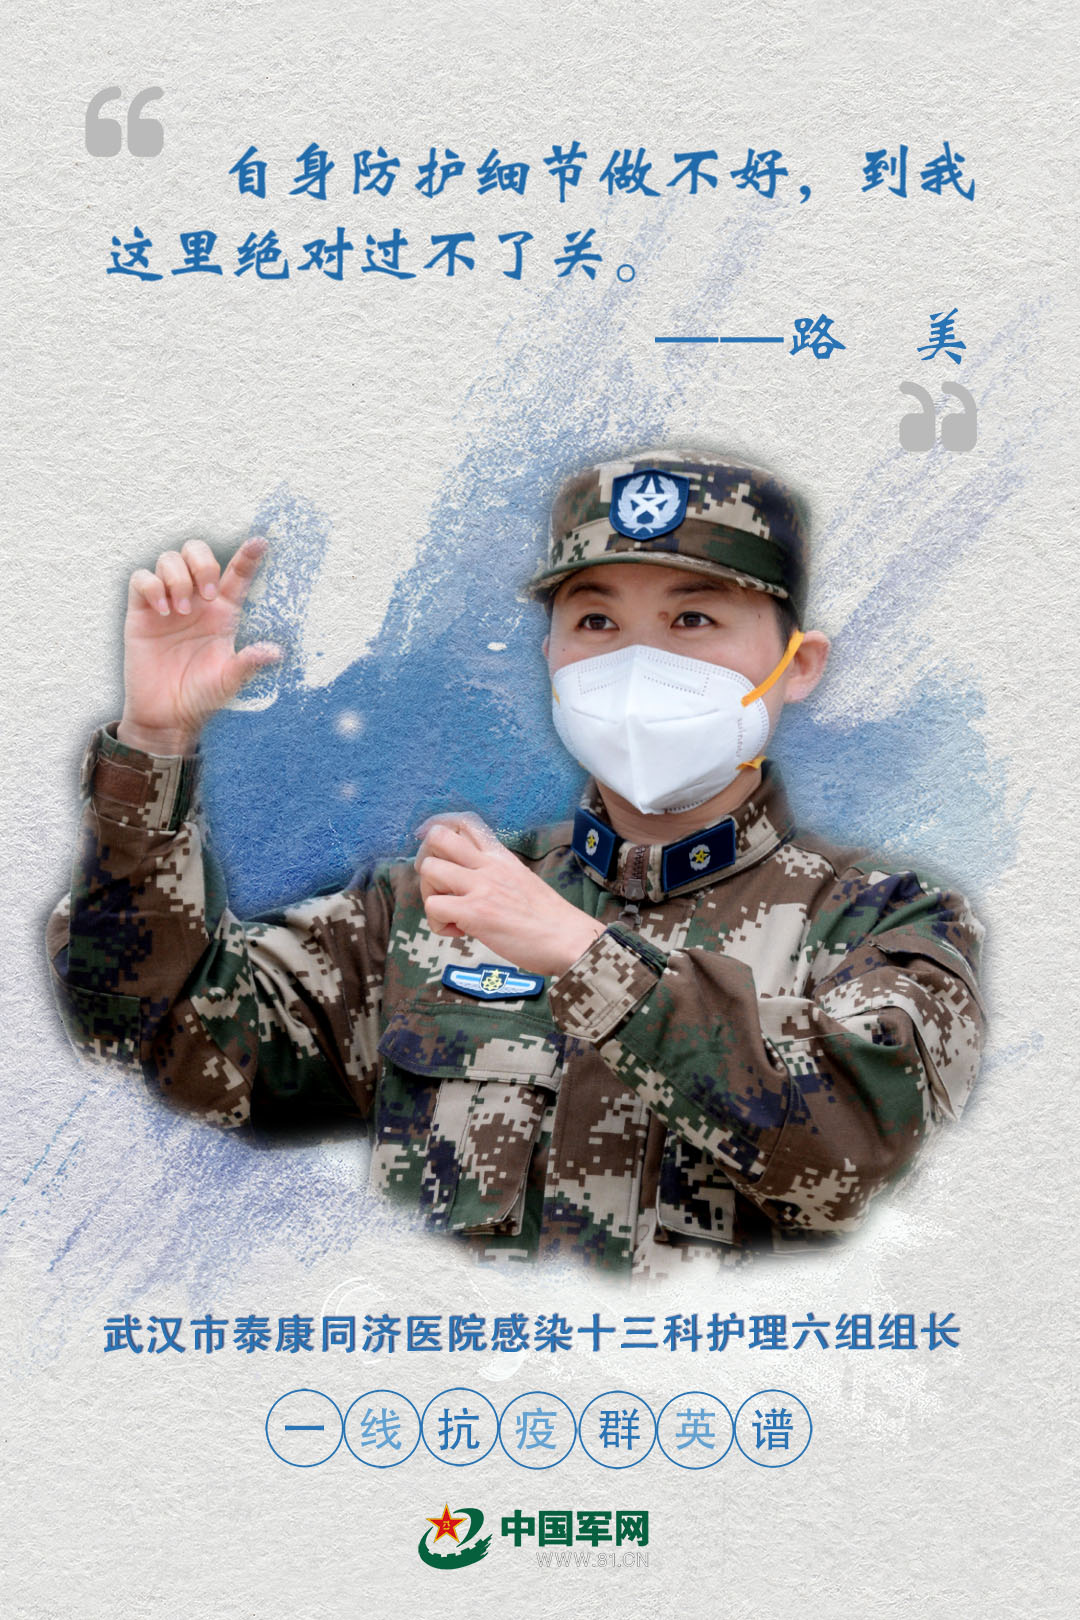 自身防护细节做不好，到我
这里绝对过不了关。
——路 美
武汉市泰康同济医院感染十三科护理六组组长
一线抗疫群英谱
中国军网
WWW.81.CN